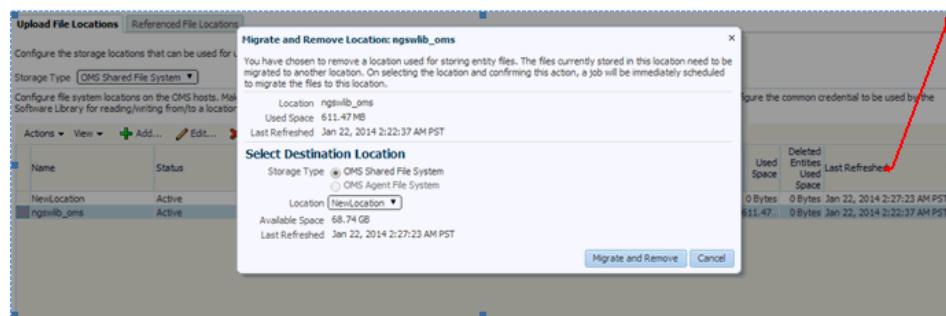 Upload File Locations Referenced File Locations
Configure the storage locations that can be used for u
Storage Type OMS Shared File System
Configure file system locations on the OMS hosts. Mak
figure the common credential to be used by the
Software Library for reading/writing from/to a location
Actions View Add... Edit...
Name Status Used Space Deleted Entities Used Space Last Refreshed
NewLocation Active 0 Bytes 0 Bytes Jan 22, 2014 2:27:23 AM PST
ngswlib_oms Active 611.47... 0 Bytes Jan 22, 2014 2:22:37 AM PST
Migrate and Remove Location: ngswlib_oms
You have chosen to remove a location used for storing entity files. The files currently stored in this location need to be
migrated to another location. On selecting the location and confirming this action, a job will be immediately scheduled
to migrate the files to this location.
Location ngswlib_oms
Used Space 611.47 MB
Last Refreshed Jan 22, 2014 2:22:37 AM PST
Select Destination Location
Storage Type OMS Shared File System
OMS Agent File System
Location NewLocation
Available Space 68.74 GB
Last Refreshed Jan 22, 2014 2:27:23 AM PST
Migrate and Remove Cancel